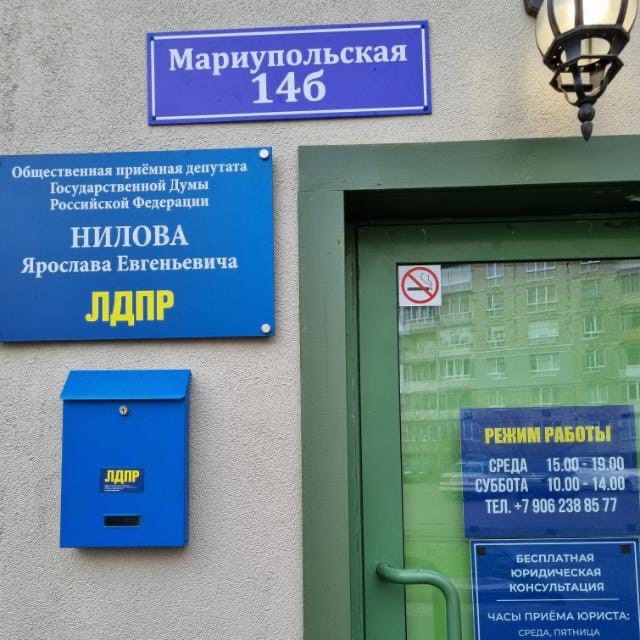 Мариупольская
14б
Общественная приёмная депутата
Государственной Думы
Российской Федерации
НИЛОВА
Ярослава Евгеньевича
ЛДПР
ЛДПР
РЕЖИМ РАБОТЫ
СРЕДА 15.00 - 19.00
СУББОТА 10.00 - 14.00
ТЕЛ. +7 906 238 85 77
БЕСПЛАТНАЯ
ЮРИДИЧЕСКАЯ
КОНСУЛЬТАЦИЯ
ЧАСЫ ПРИЁМА ЮРИСТА:
СРЕДА, ПЯТНИЦА